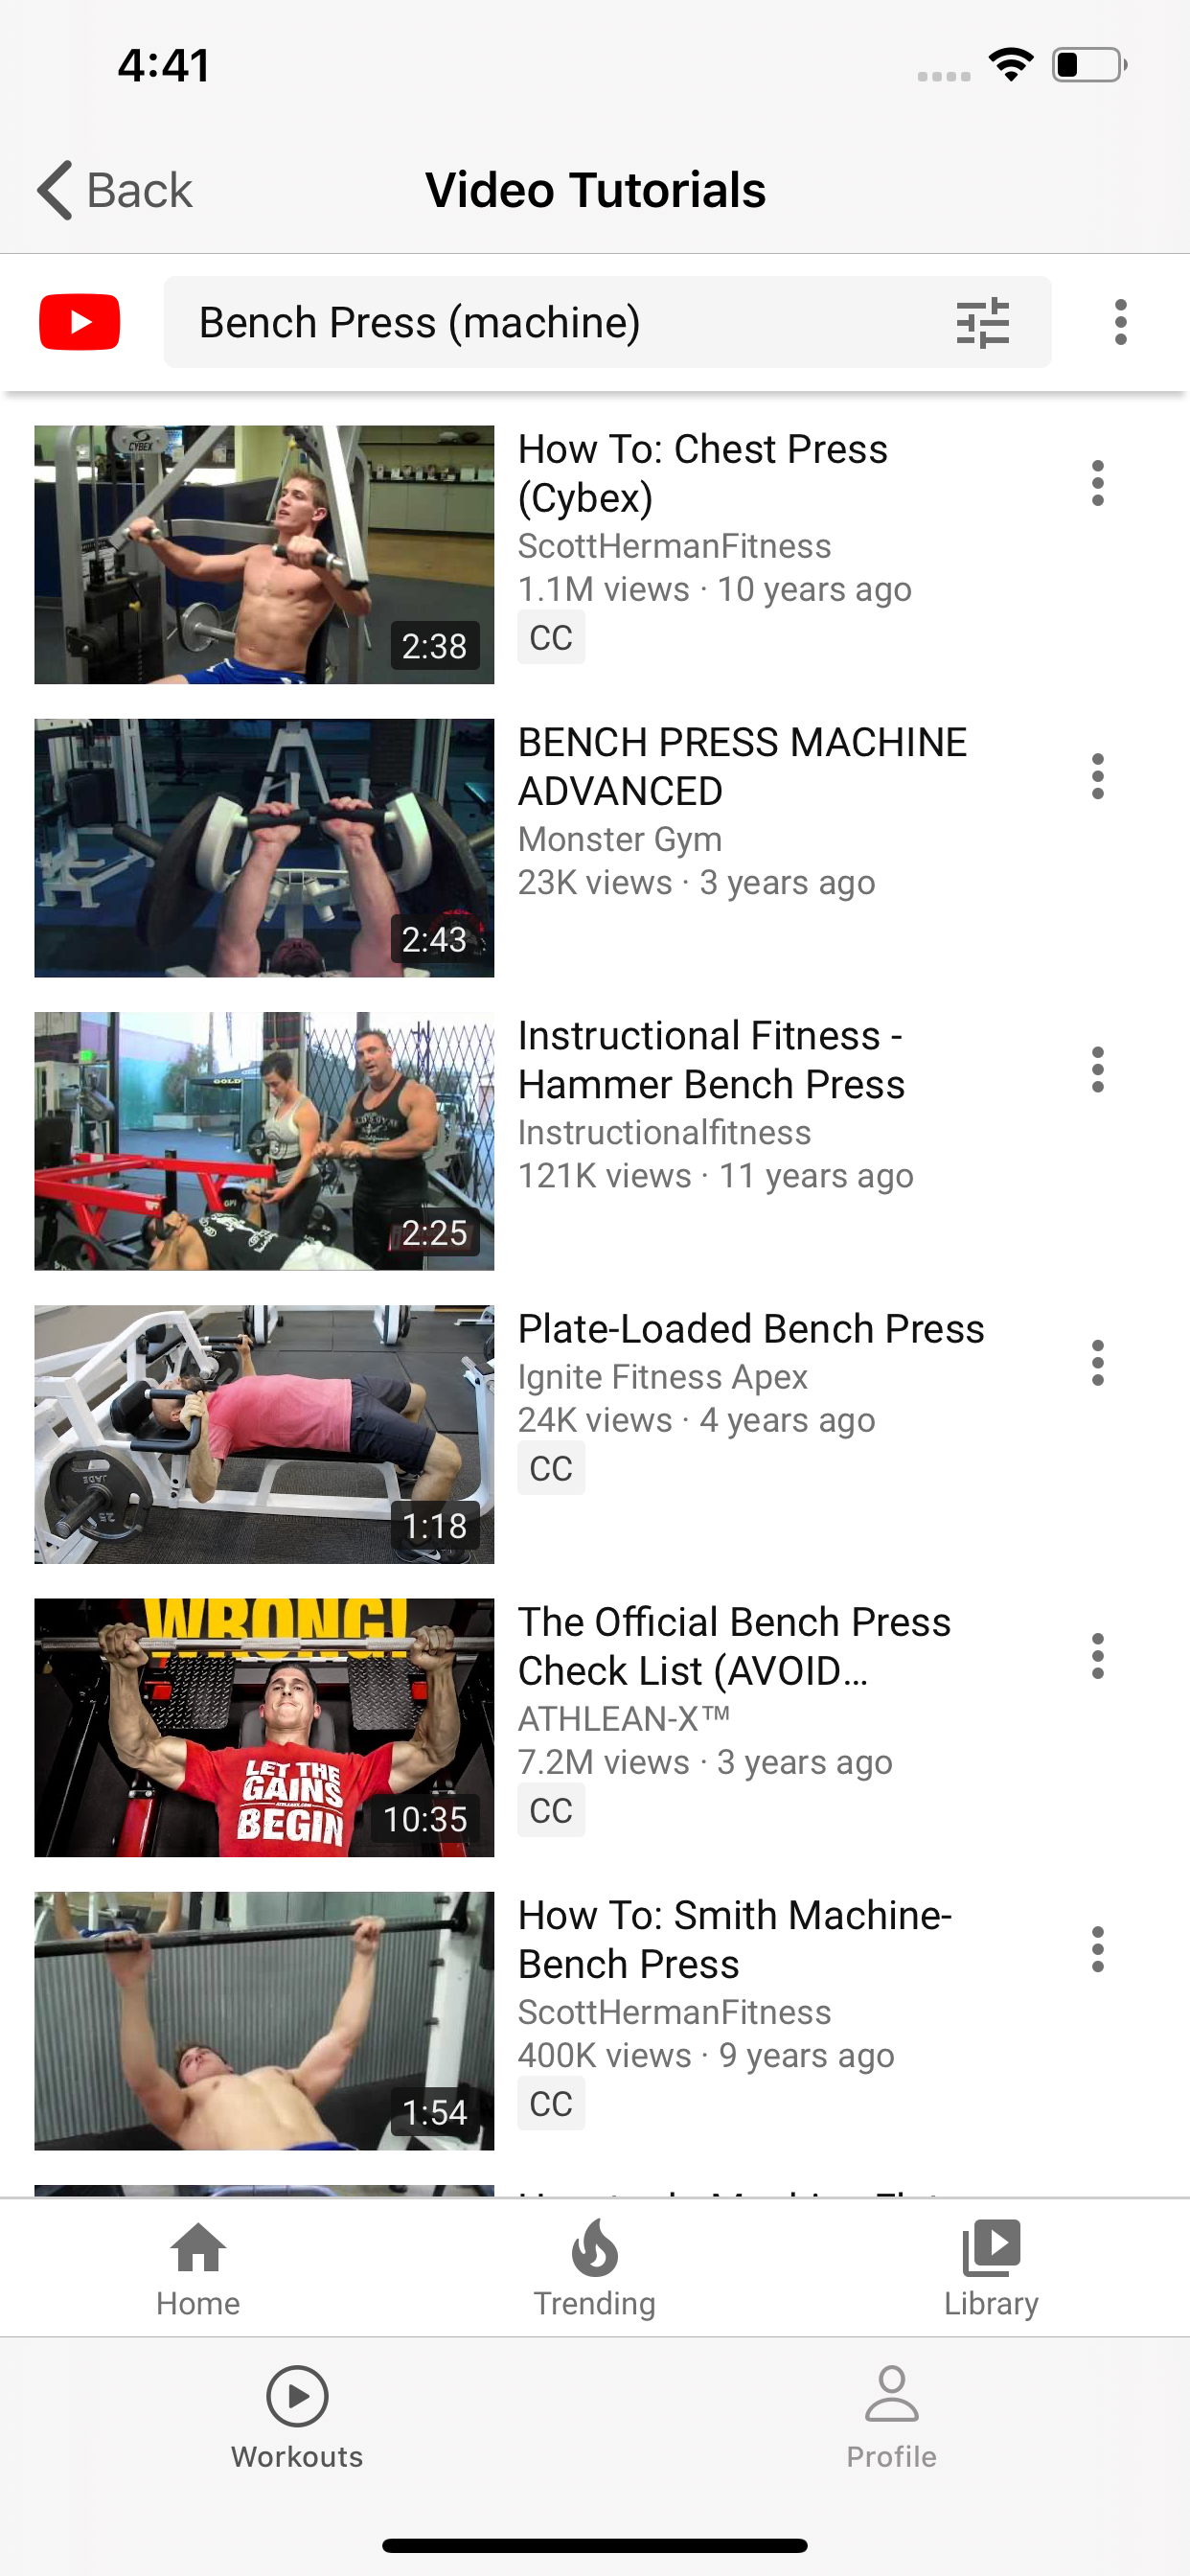 4:41
Back
Video Tutorials
Bench Press (machine)
CYBEX
2:38
How To: Chest Press
(Cybex)
ScottHermanFitness
1.1M views · 10 years ago
CC
2:43
BENCH PRESS MACHINE
ADVANCED
Monster Gym
23K views · 3 years ago
GOLD
2:25
Instructional Fitness -
Hammer Bench Press
Instructionalfitness
121K views · 11 years ago
JADE
25
1:18
Plate-Loaded Bench Press
Ignite Fitness Apex
24K views · 4 years ago
CC
WRONG!
LET THE
GAINS
BEGIN
10:35
The Official Bench Press
Check List (AVOID...
ATHLEAN-X™
7.2M views · 3 years ago
CC
1:54
How To: Smith Machine-
Bench Press
ScottHermanFitness
400K views · 9 years ago
CC
Home
Trending
Library
Workouts
Profile